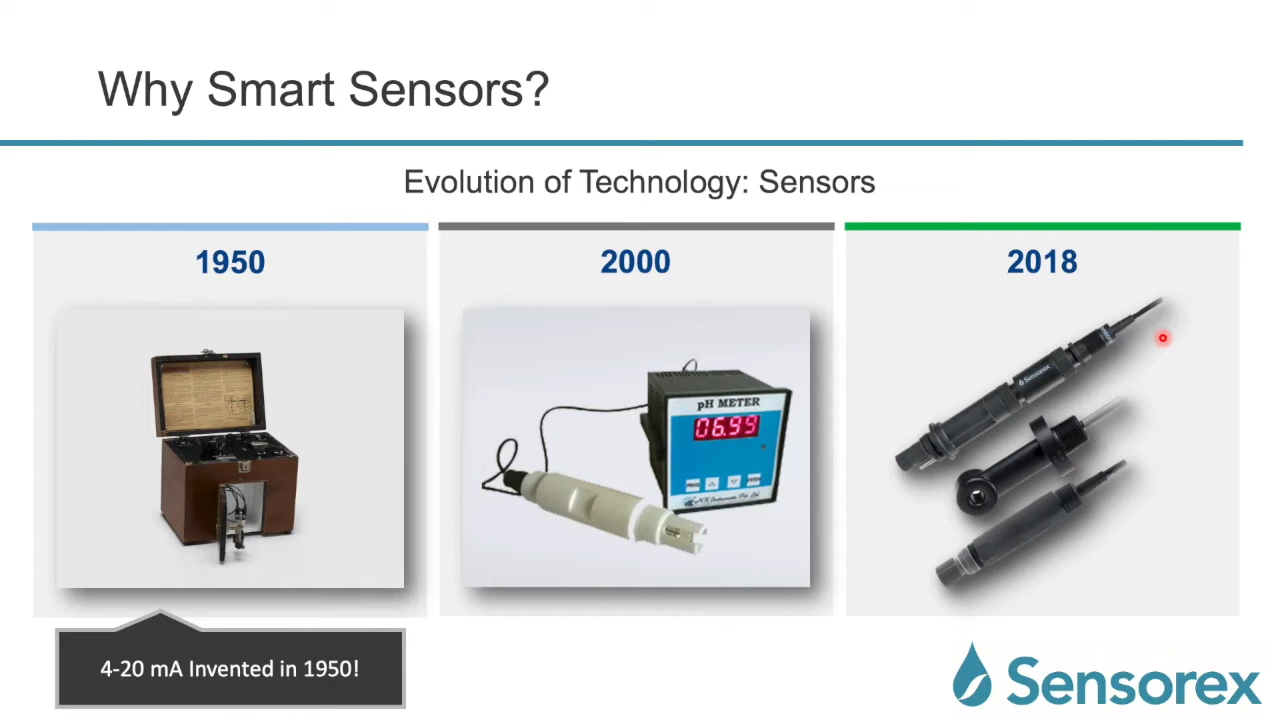 Why Smart Sensors?
Evolution of Technology: Sensors
1950
2000
2018
pH METER
06.99
Sensorex
4-20 mA Invented in 1950!
Sensorex